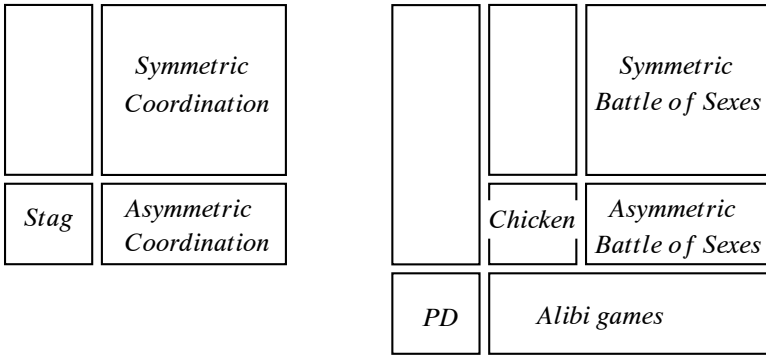 Symmetric
Coordination
Symmetric
Battle of Sexes
Stag
Asymmetric
Coordination
Chicken
Asymmetric
Battle of Sexes
PD
Alibi games